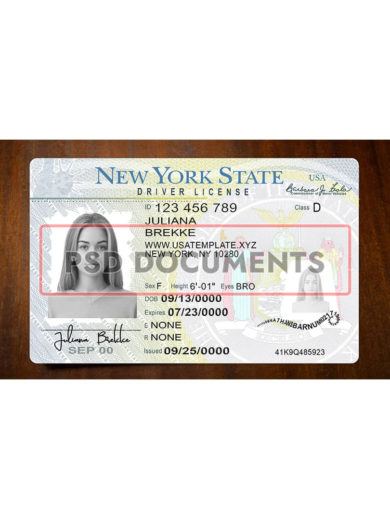 NEW YORK STATE
USA
DRIVER LICENSE
ID 123 456 789
Class D
JULIANA
BREKKE
WWW.USATEMPLATE.XYZ
NEW YORK, NY 10280
PSD DOCUMENTS
Sex F Height 6'-01" Eyes BRO
DOB 09/13/0000
Expires 07/23/0000
E NONE
R NONE
Juliana Brekke
SEP 00
Issued 09/25/0000
41K9Q485923